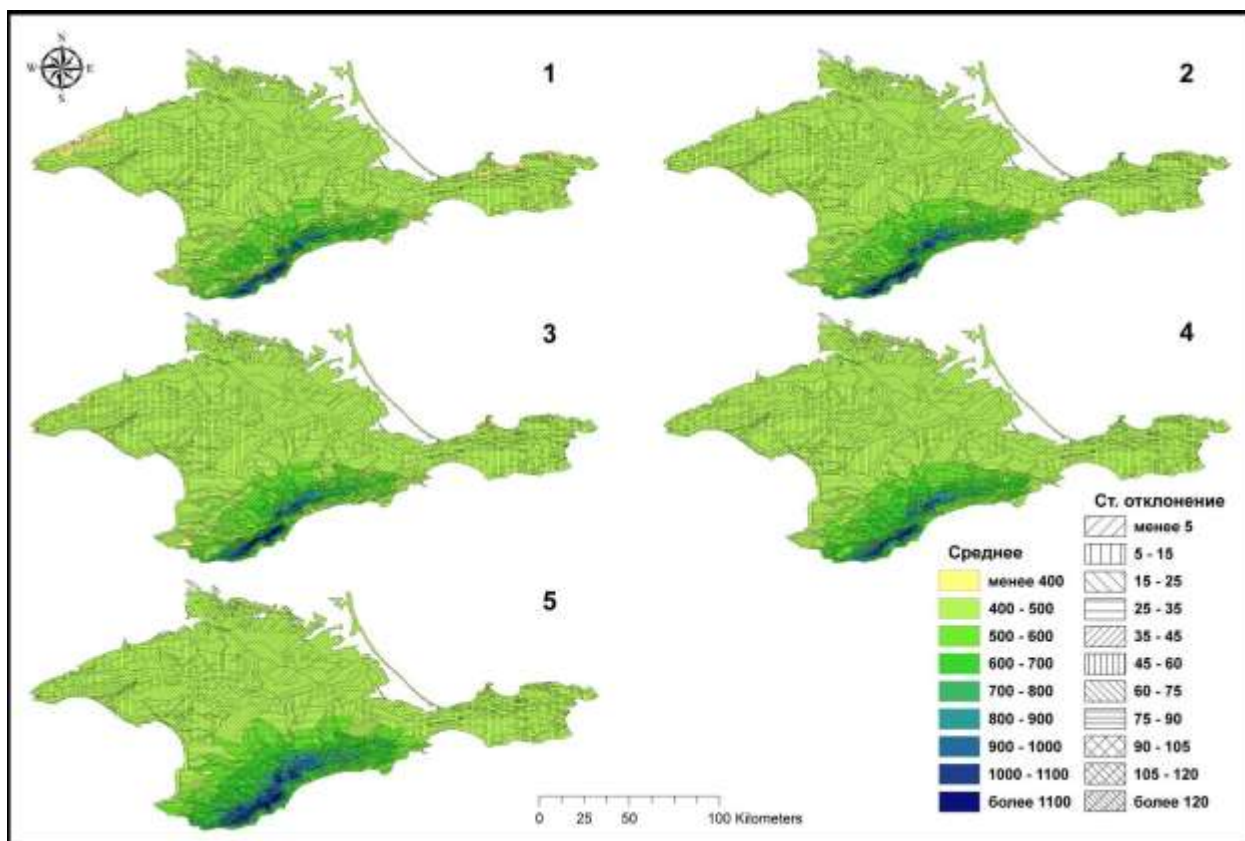 N
W E
S
1
2
3
4
5
Среднее
менее 400
400 - 500
500 - 600
600 - 700
700 - 800
800 - 900
900 - 1000
1000 - 1100
более 1100
Ст. отклонение
менее 5
5 - 15
15 - 25
25 - 35
35 - 45
45 - 60
60 - 75
75 - 90
90 - 105
105 - 120
более 120
0 25 50 100 Kilometers